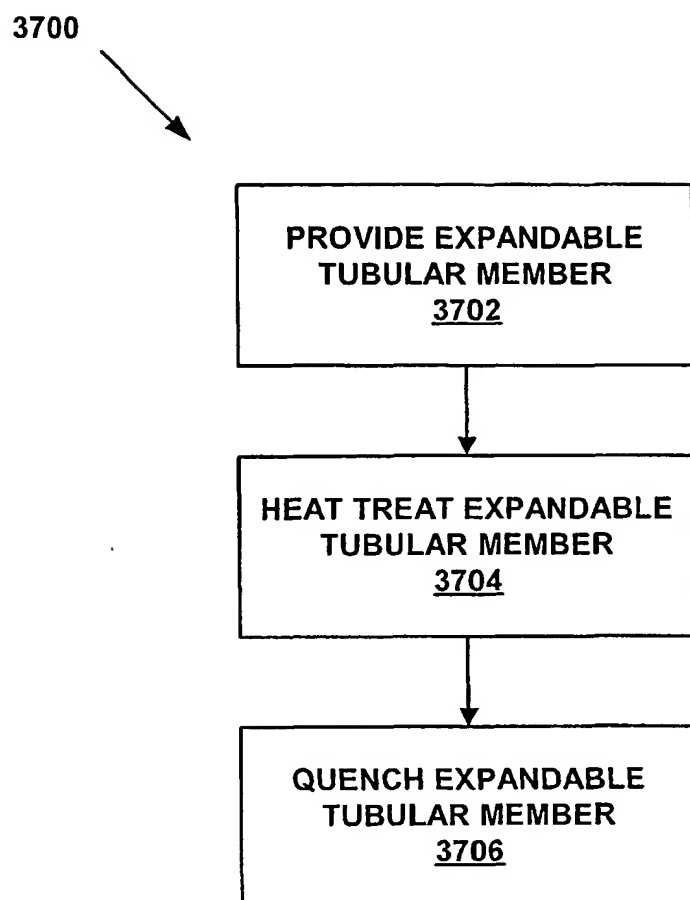 3700
PROVIDE EXPANDABLE
TUBULAR MEMBER
3702
HEAT TREAT EXPANDABLE
TUBULAR MEMBER
3704
QUENCH EXPANDABLE
TUBULAR MEMBER
3706